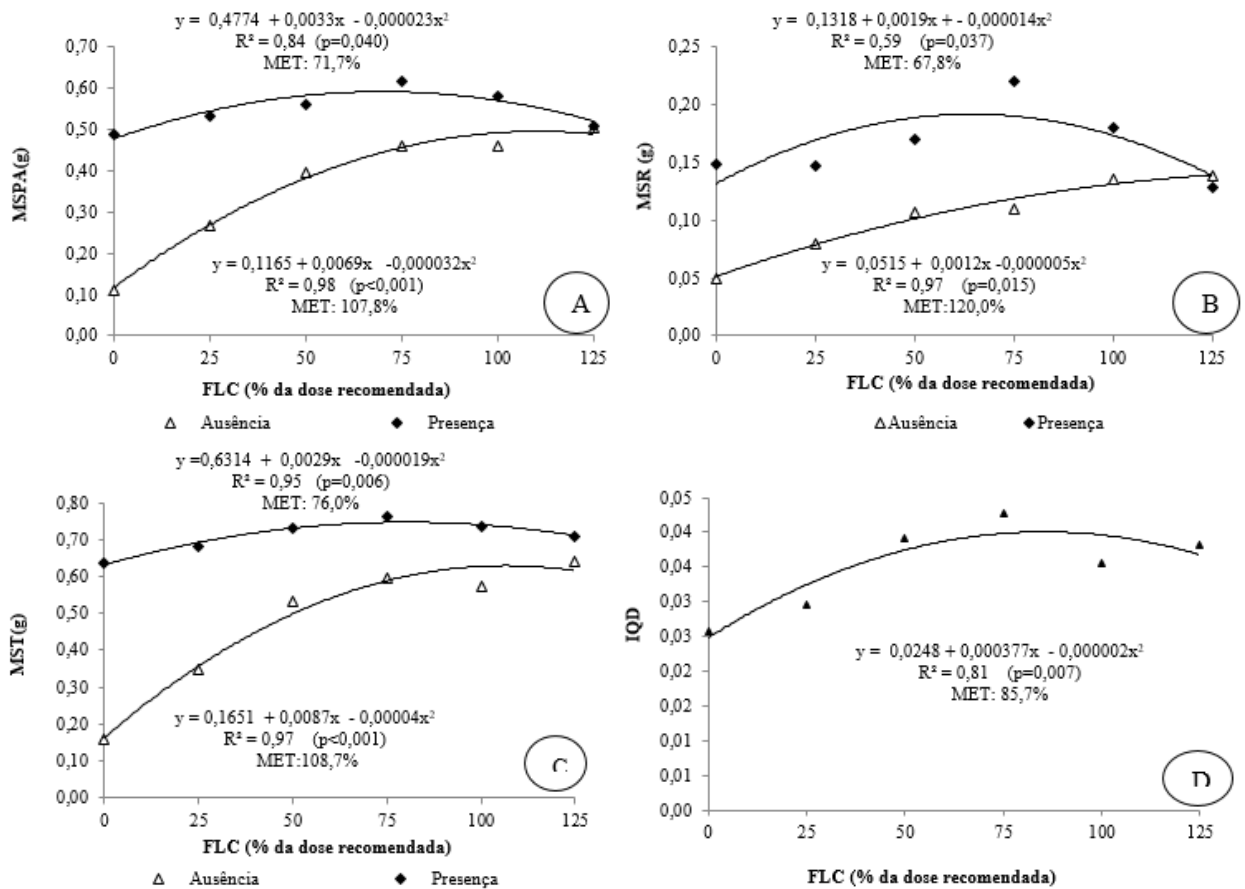 y = 0,4774 + 0,0033x - 0,000023x²
R² = 0,84 (p=0,040)
MET: 71,7%
0,70
0,60
0,50
0,40
0,30
0,20
0,10
0,00
MSPA(g)
y = 0,1165 + 0,0069x -0,000032x²
R² = 0,98 (p<0,001)
MET: 107,8%
A
0 25 50 75 100 125
FLC (% da dose recomendada)
Ausência Presença
y = 0,1318 + 0,0019x + - 0,000014x²
R² = 0,59 (p=0,037)
MET: 67,8%
0,25
0,20
0,15
0,10
0,05
0,00
MSR (g)
y = 0,0515 + 0,0012x -0,000005x²
R² = 0,97 (p=0,015)
MET:120,0%
B
0 25 50 75 100 125
FLC (% da dose recomendada)
Ausência Presença
y =0,6314 + 0,0029x -0,000019x²
R² = 0,95 (p=0,006)
MET: 76,0%
0,80
0,70
0,60
0,50
0,40
0,30
0,20
0,10
0,00
MST(g)
y = 0,1651 + 0,0087x - 0,00004x²
R² = 0,97 (p<0,001)
MET:108,7%
C
0 25 50 75 100 125
FLC (% da dose recomendada)
Ausência Presença
0,05
0,04
0,04
0,03
0,03
0,02
0,02
0,01
0,01
0,00
IQD
y = 0,0248 + 0,000377x - 0,000002x²
R² = 0,81 (p=0,007)
MET: 85,7%
D
0 25 50 75 100 125
FLC (% da dose recomendada)